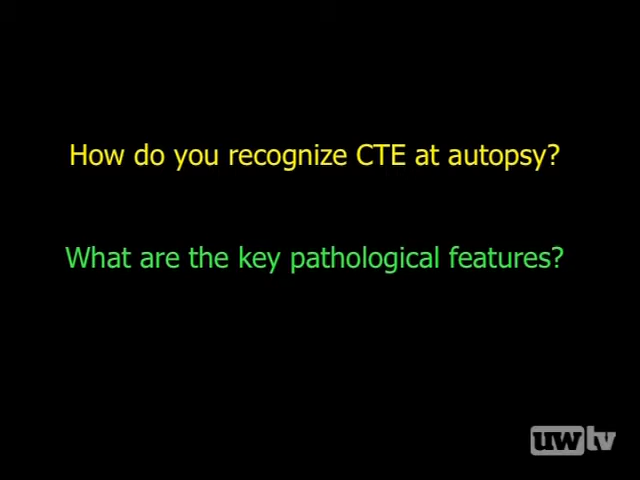 How do you recognize CTE at autopsy?
What are the key pathological features?
uwtv